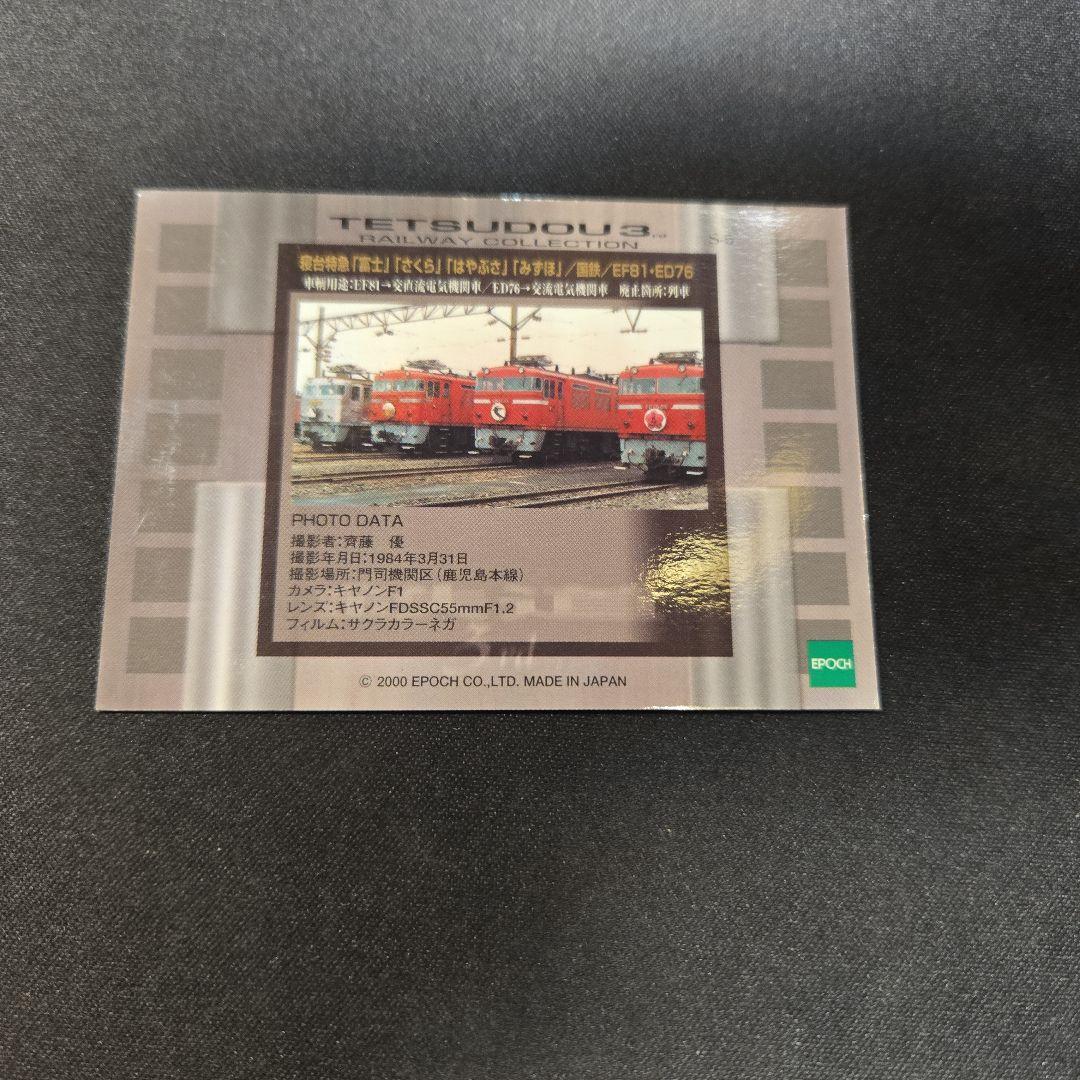 TETSUDOU 3rd
RAILWAY COLLECTION
寝台特急「富士」「さくら」「はやぶさ」「みずほ」/国鉄/EF81・ED76
車輌用途:EF81→交直流電気機関車/ED76→交流電気機関車 廃止箇所:列車
PHOTO DATA
撮影者:齊藤 優
撮影年月日:1984年3月31日
撮影場所:門司機関区(鹿児島本線)
カメラ:キヤノンF1
レンズ:キヤノンFDSSC55mmF1.2
フィルム:サクラカラーネガ
3rd
© 2000 EPOCH CO.,LTD. MADE IN JAPAN
EPOCH